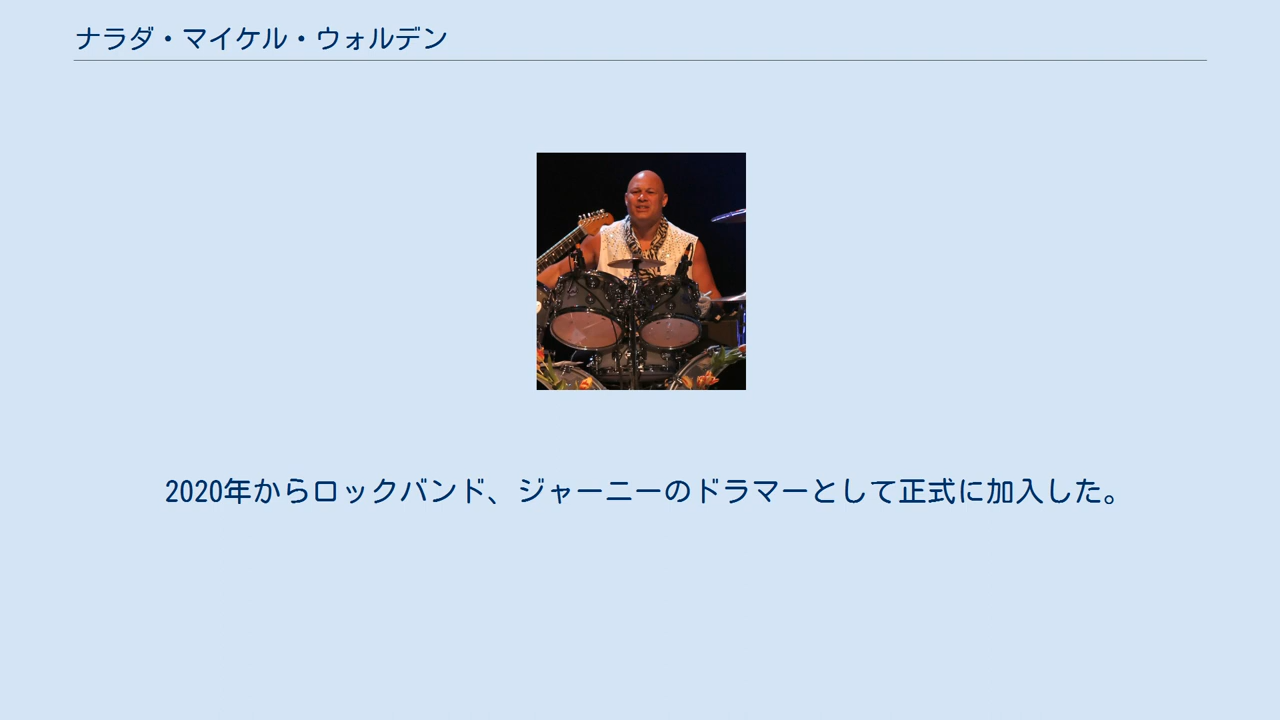 ナラダ・マイケル・ウォルデン
2020年からロックバンド、ジャーニーのドラマーとして正式に加入した。